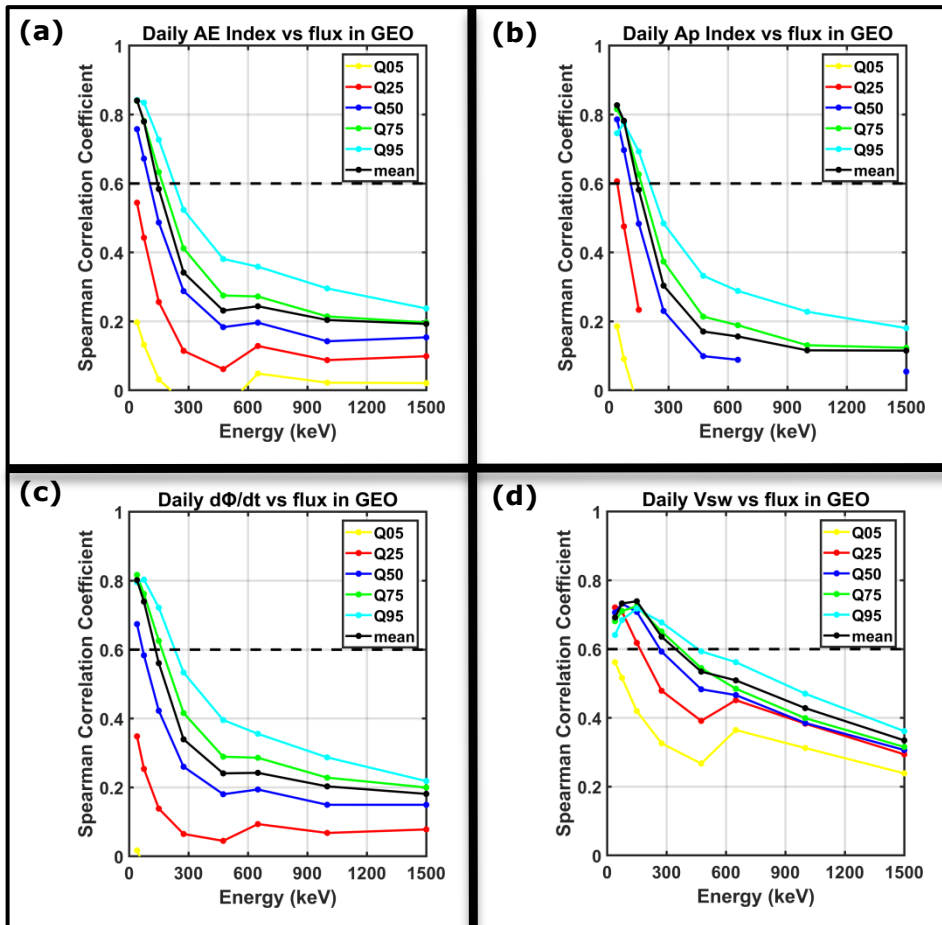 (a)
Daily AE Index vs flux in GEO
Spearman Correlation Coefficient
1
0.8
0.6
0.4
0.2
0
Q05
Q25
Q50
Q75
Q95
mean
0 300 600 900 1200 1500
Energy (keV)
(b)
Daily Ap Index vs flux in GEO
Spearman Correlation Coefficient
1
0.8
0.6
0.4
0.2
0
Q05
Q25
Q50
Q75
Q95
mean
0 300 600 900 1200 1500
Energy (keV)
(c)
Daily dΦ/dt vs flux in GEO
Spearman Correlation Coefficient
1
0.8
0.6
0.4
0.2
0
Q05
Q25
Q50
Q75
Q95
mean
0 300 600 900 1200 1500
Energy (keV)
(d)
Daily Vsw vs flux in GEO
Spearman Correlation Coefficient
1
0.8
0.6
0.4
0.2
0
Q05
Q25
Q50
Q75
Q95
mean
0 300 600 900 1200 1500
Energy (keV)